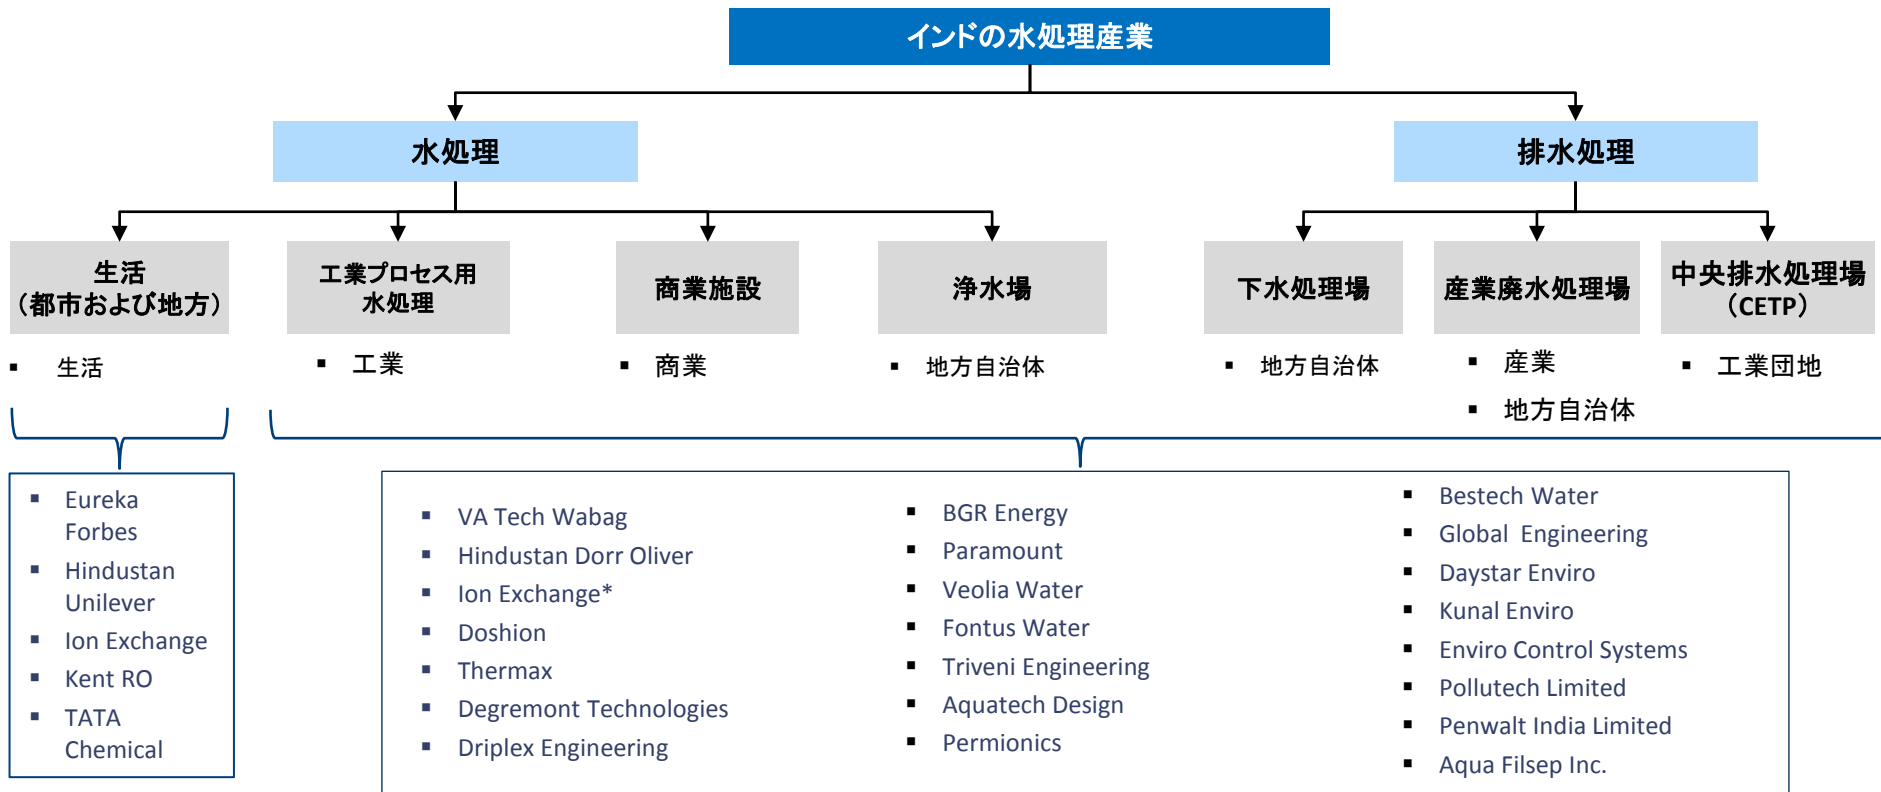 インドの水処理産業
水処理
排水処理
生活
（都市および地方）
工業プロセス用
水処理
商業施設
浄水場
下水処理場
産業廃水処理場
中央排水処理場
（CETP）
▪ 生活
▪ 工業
▪ 商業
▪ 地方自治体
▪ 地方自治体
▪ 産業
▪ 地方自治体
▪ 工業団地
▪ Eureka
Forbes
▪ Hindustan
Unilever
▪ Ion Exchange
▪ Kent RO
▪ TATA
Chemical
▪ VA Tech Wabag
▪ Hindustan Dorr Oliver
▪ Ion Exchange*
▪ Doshion
▪ Thermax
▪ Degremont Technologies
▪ Driplex Engineering
▪ BGR Energy
▪ Paramount
▪ Veolia Water
▪ Fontus Water
▪ Triveni Engineering
▪ Aquatech Design
▪ Permionics
▪ Bestech Water
▪ Global Engineering
▪ Daystar Enviro
▪ Kunal Enviro
▪ Enviro Control Systems
▪ Pollutech Limited
▪ Penwalt India Limited
▪ Aqua Filsep Inc.